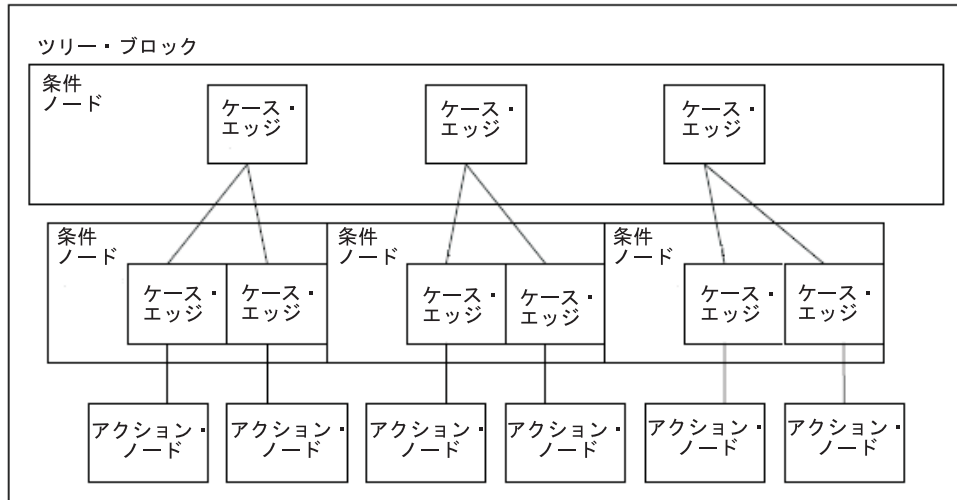 ツリー・ブロック
条件
ノード
ケース・
エッジ
ケース・
エッジ
ケース・
エッジ
条件
ノード
ケース・
エッジ
ケース・
エッジ
条件
ノード
ケース・
エッジ
ケース・
エッジ
条件
ノード
ケース・
エッジ
ケース・
エッジ
アクション・
ノード
アクション・
ノード
アクション・
ノード
アクション・
ノード
アクション・
ノード
アクション・
ノード